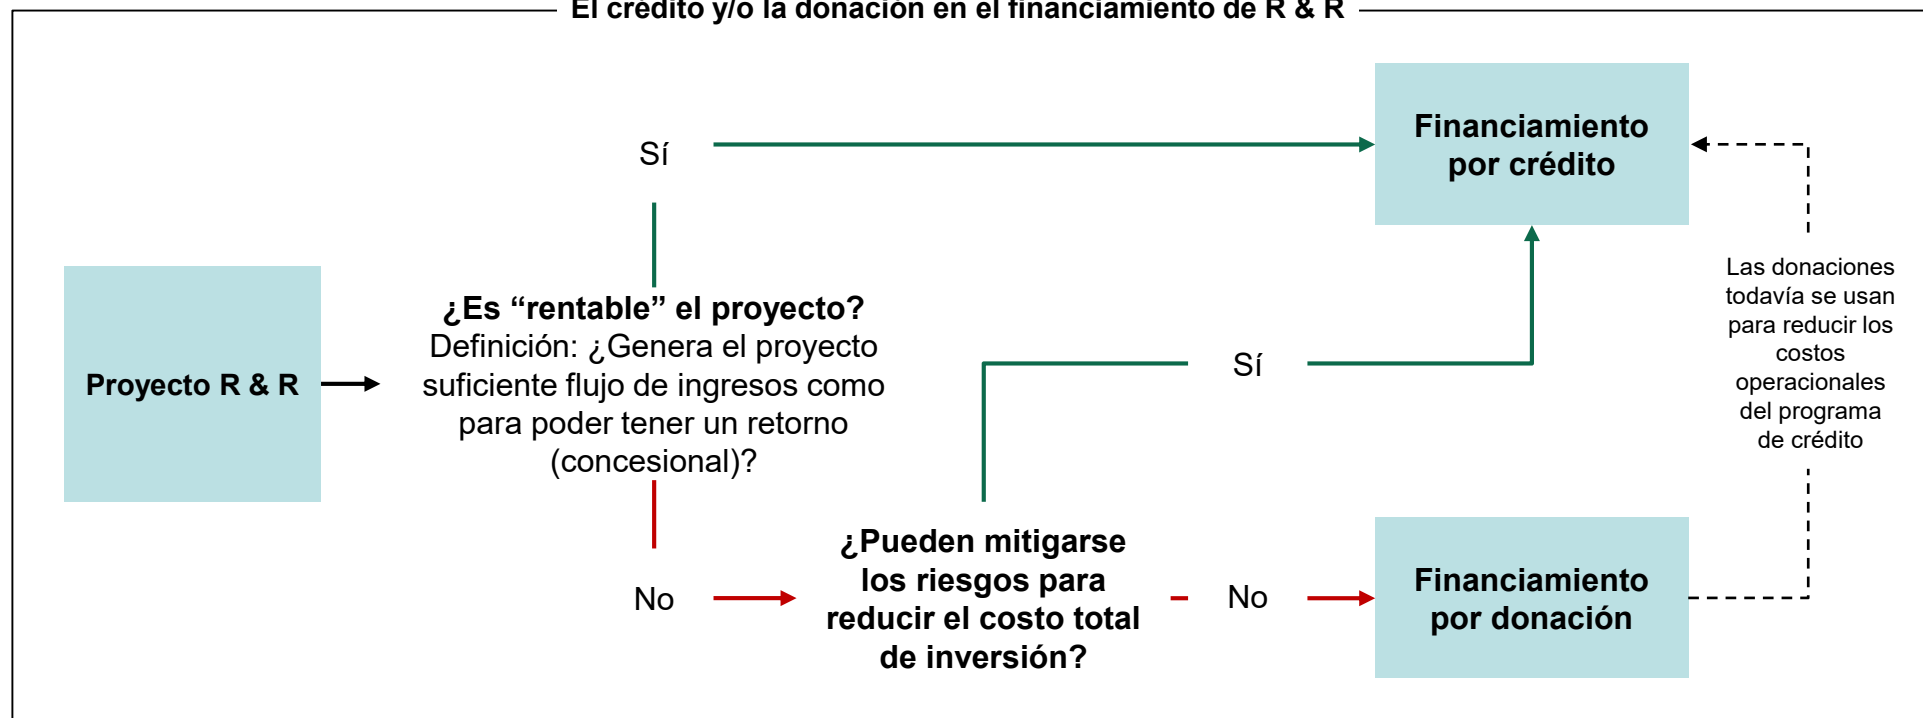 El crédito y/o la donación en el financiamiento de R & R
Sí
Financiamiento
por crédito
Proyecto R & R
¿Es “rentable” el proyecto?
Definición: ¿Genera el proyecto
suficiente flujo de ingresos como
para poder tener un retorno
(concesional)?
Sí
Las donaciones
todavía se usan
para reducir los
costos
operacionales
del programa
de crédito
No
¿Pueden mitigarse
los riesgos para
reducir el costo total
de inversión?
No
Financiamiento
por donación